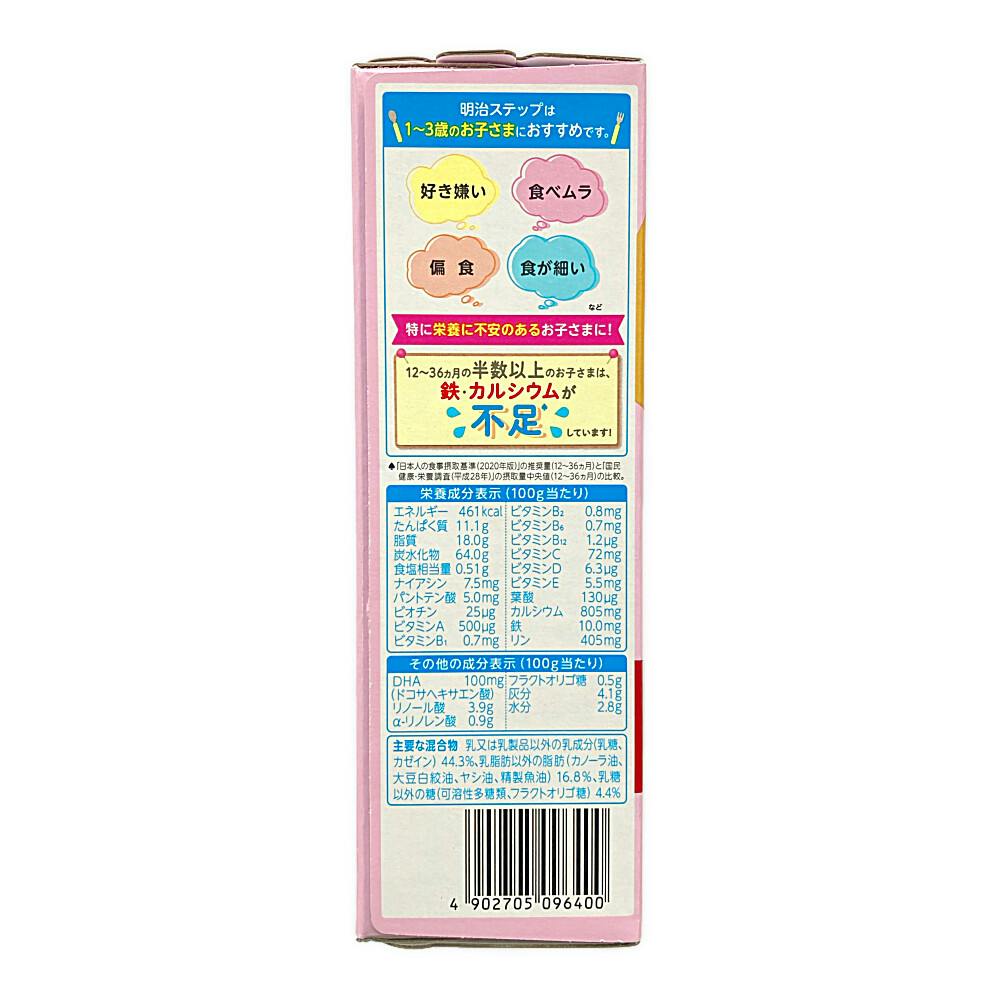 明治ステップは
1〜3歳のお子さまにおすすめです。
好き嫌い
食べムラ
偏 食
食が細い
など
特に栄養に不安のあるお子さまに!
12〜36ヵ月の半数以上のお子さまは、
鉄・カルシウムが
不足♠しています!
♠「日本人の食事摂取基準(2020年版)」の推奨量(12〜36ヵ月)と「国民
健康・栄養調査(平成28年)」の摂取量中央値(12〜36ヵ月)の比較。
栄養成分表示(100g当たり)
エネルギー 461kcal ビタミンB₂ 0.8mg
たんぱく質 11.1g ビタミンB₆ 0.7mg
脂質 18.0g ビタミンB₁₂ 1.2μg
炭水化物 64.0g ビタミンC 72mg
食塩相当量 0.51g ビタミンD 6.3μg
ナイアシン 7.5mg ビタミンE 5.5mg
パントテン酸 5.0mg 葉酸 130μg
ビオチン 25μg カルシウム 805mg
ビタミンA 500μg 鉄 10.0mg
ビタミンB₁ 0.7mg リン 405mg
その他の成分表示(100g当たり)
DHA 100mg フラクトオリゴ糖 0.5g
(ドコサヘキサエン酸) 灰分 4.1g
リノール酸 3.9g 水分 2.8g
α-リノレン酸 0.9g
主要な混合物 乳又は乳製品以外の乳成分(乳糖、
カゼイン) 44.3%、乳脂肪以外の脂肪(カノーラ油、
大豆白絞油、ヤシ油、精製魚油) 16.8%、乳糖
以外の糖(可溶性多糖類、フラクトオリゴ糖) 4.4%
4 902705 096400